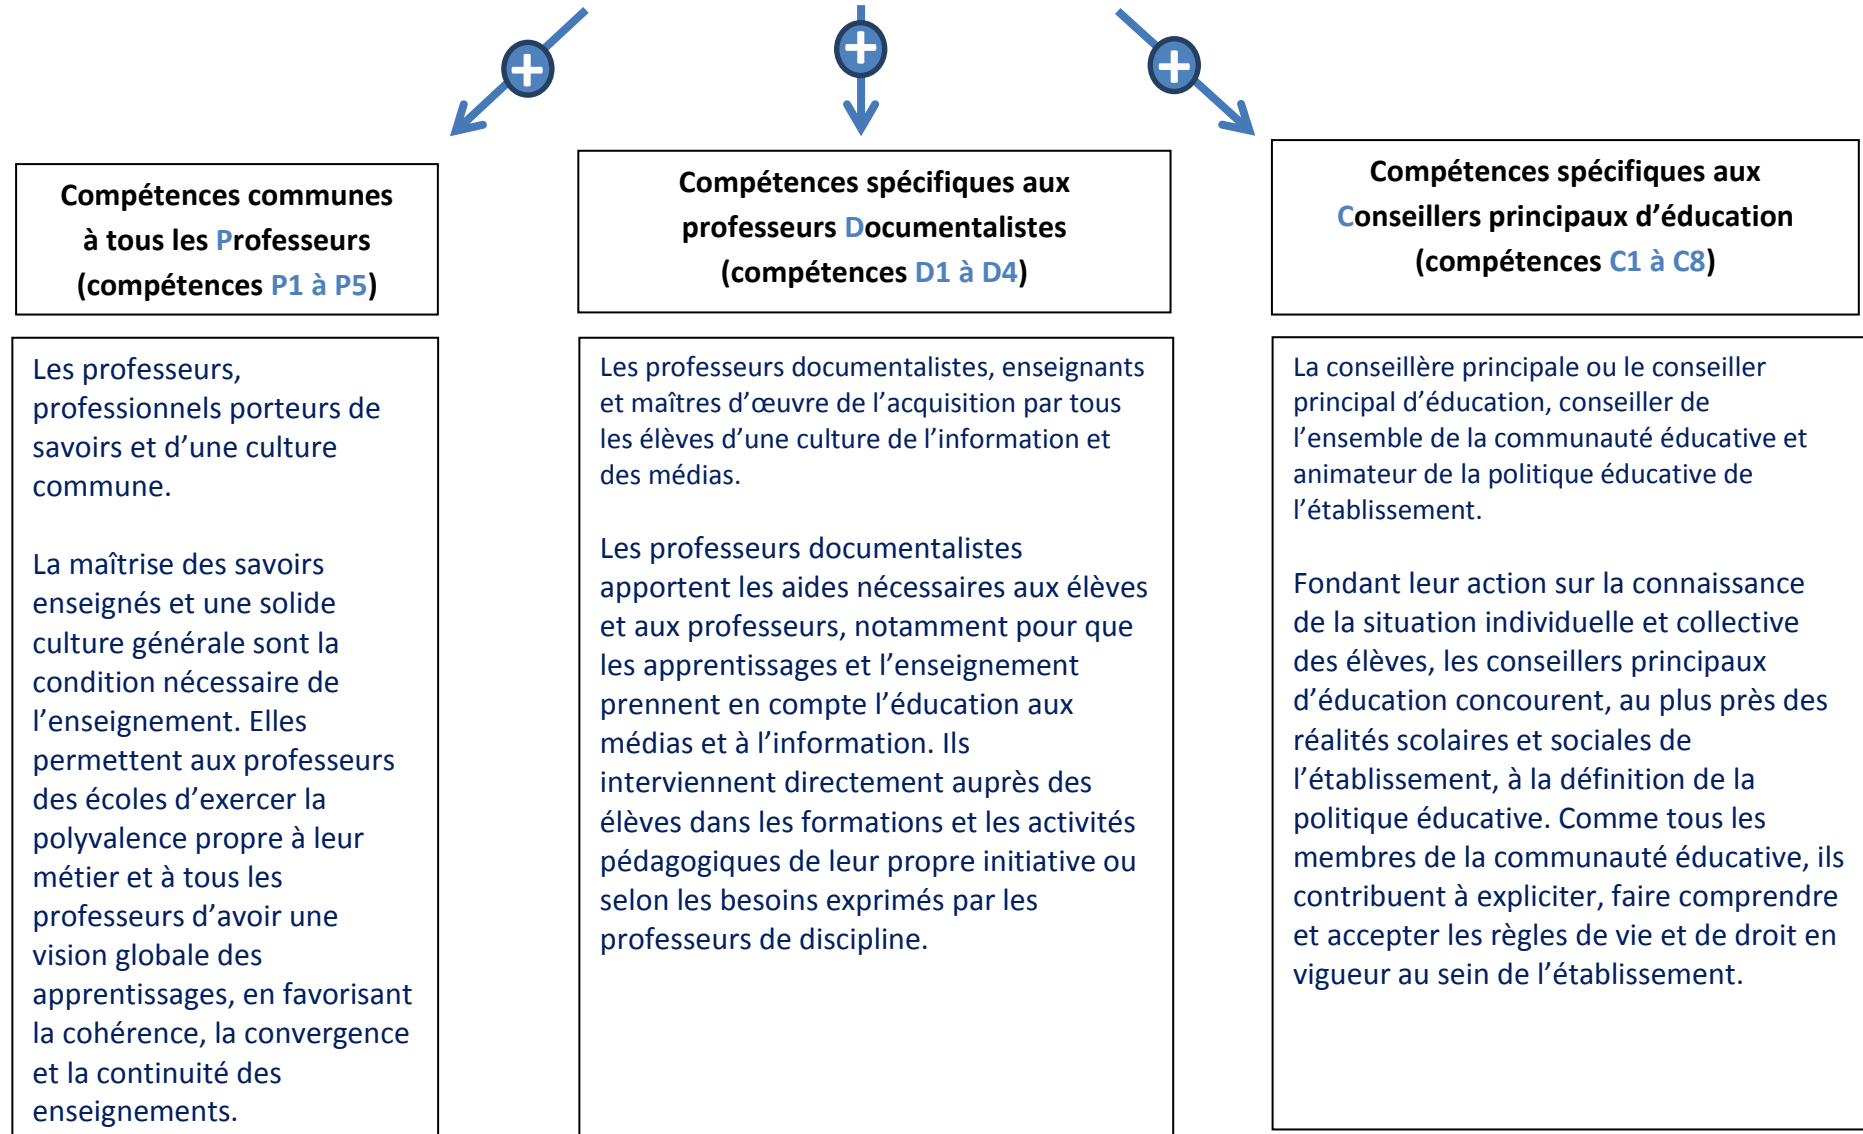 Compétences communes
à tous les Professeurs
(compétences P1 à P5)
Les professeurs,
professionnels porteurs de
savoirs et d’une culture
commune.
La maîtrise des savoirs
enseignés et une solide
culture générale sont la
condition nécessaire de
l’enseignement. Elles
permettent aux professeurs
des écoles d’exercer la
polyvalence propre à leur
métier et à tous les
professeurs d’avoir une
vision globale des
apprentissages, en favorisant
la cohérence, la convergence
et la continuité des
enseignements.
Compétences spécifiques aux
professeurs Documentalistes
(compétences D1 à D4)
Les professeurs documentalistes, enseignants
et maîtres d’œuvre de l’acquisition par tous
les élèves d’une culture de l’information et
des médias.
Les professeurs documentalistes
apportent les aides nécessaires aux élèves
et aux professeurs, notamment pour que
les apprentissages et l’enseignement
prennent en compte l’éducation aux
médias et à l’information. Ils
interviennent directement auprès des
élèves dans les formations et les activités
pédagogiques de leur propre initiative ou
selon les besoins exprimés par les
professeurs de discipline.
Compétences spécifiques aux
Conseillers principaux d’éducation
(compétences C1 à C8)
La conseillère principale ou le conseiller
principal d’éducation, conseiller de
l’ensemble de la communauté éducative et
animateur de la politique éducative de
l’établissement.
Fondant leur action sur la connaissance
de la situation individuelle et collective
des élèves, les conseillers principaux
d’éducation concourent, au plus près des
réalités scolaires et sociales de
l’établissement, à la définition de la
politique éducative. Comme tous les
membres de la communauté éducative, ils
contribuent à expliciter, faire comprendre
et accepter les règles de vie et de droit en
vigueur au sein de l’établissement.